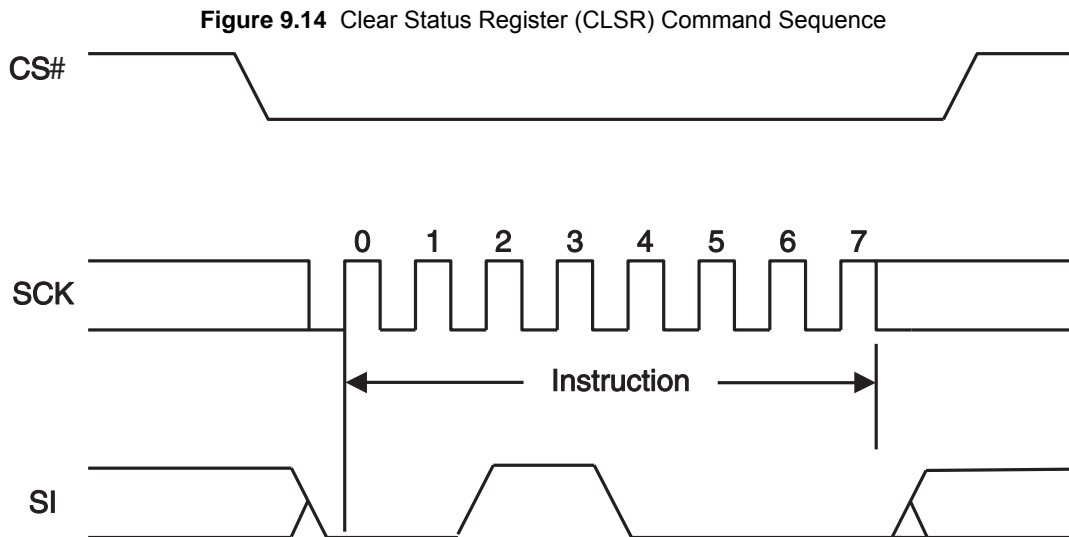 Figure 9.14 Clear Status Register (CLSR) Command Sequence
CS#
0 1 2 3 4 5 6 7
SCK
Instruction
SI